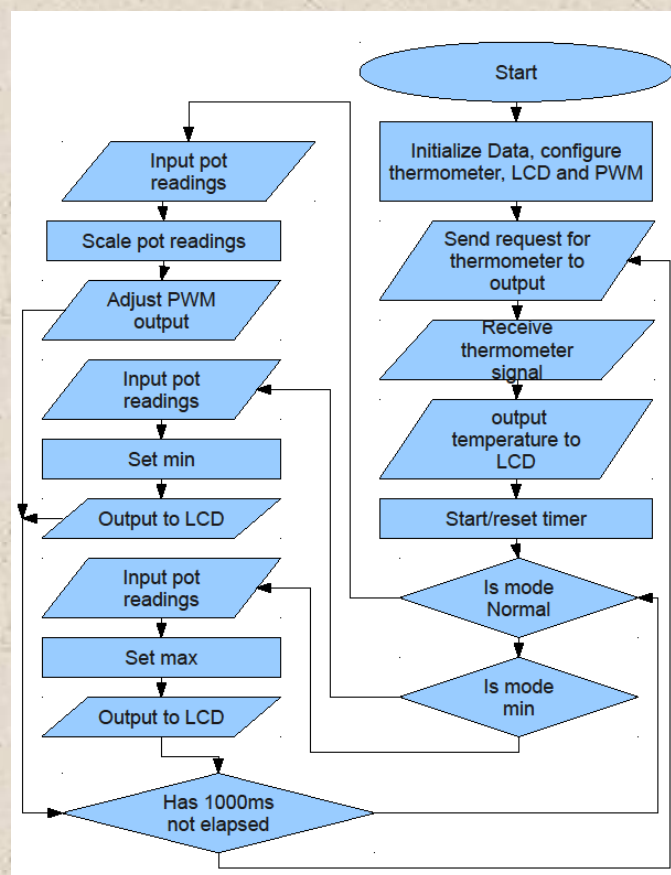 Start
Initialize Data, configure
thermometer, LCD and PWM
Send request for
thermometer to
output
Receive
thermometer
signal
output
temperature to
LCD
Start/reset timer
Is mode
Normal
Is mode
min
Input pot
readings
Scale pot readings
Adjust PWM
output
Input pot
readings
Set min
Output to LCD
Input pot
readings
Set max
Output to LCD
Has 1000ms
not elapsed